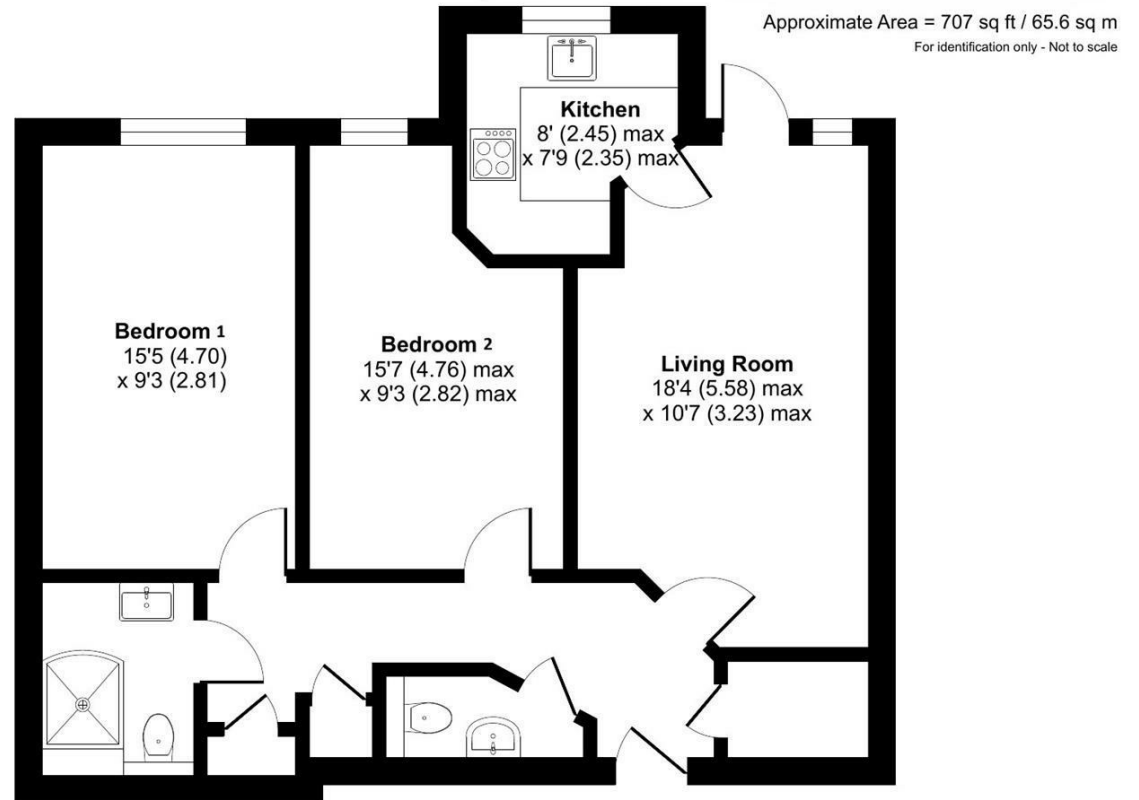 Approximate Area = 707 sq ft / 65.6 sq m
For identification only - Not to scale
Kitchen
8' (2.45) max
x 7'9 (2.35) max
Bedroom 1
15'5 (4.70)
x 9'3 (2.81)
Bedroom 2
15'7 (4.76) max
x 9'3 (2.82) max
Living Room
18'4 (5.58) max
x 10'7 (3.23) max